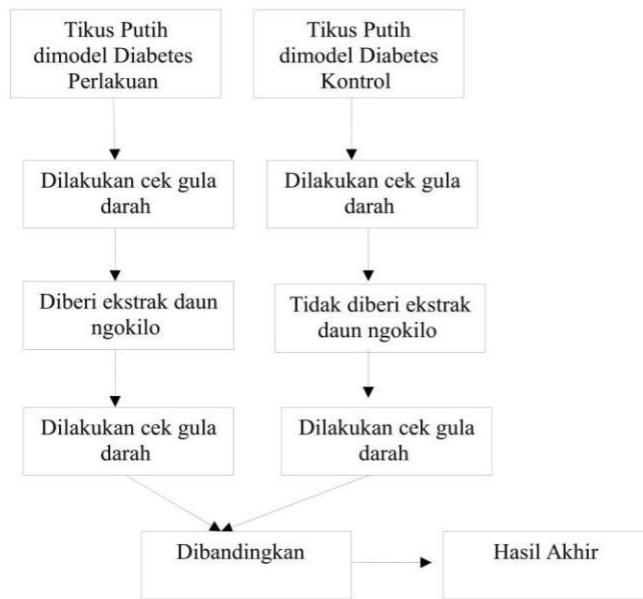 Tikus Putih
dimodel Diabetes
Perlakuan
Tikus Putih
dimodel Diabetes
Kontrol
Dilakukan cek gula
darah
Dilakukan cek gula
darah
Diberi ekstrak daun
ngokilo
Tidak diberi ekstrak
daun ngokilo
Dilakukan cek gula
darah
Dilakukan cek gula
darah
Dibandingkan
Hasil Akhir